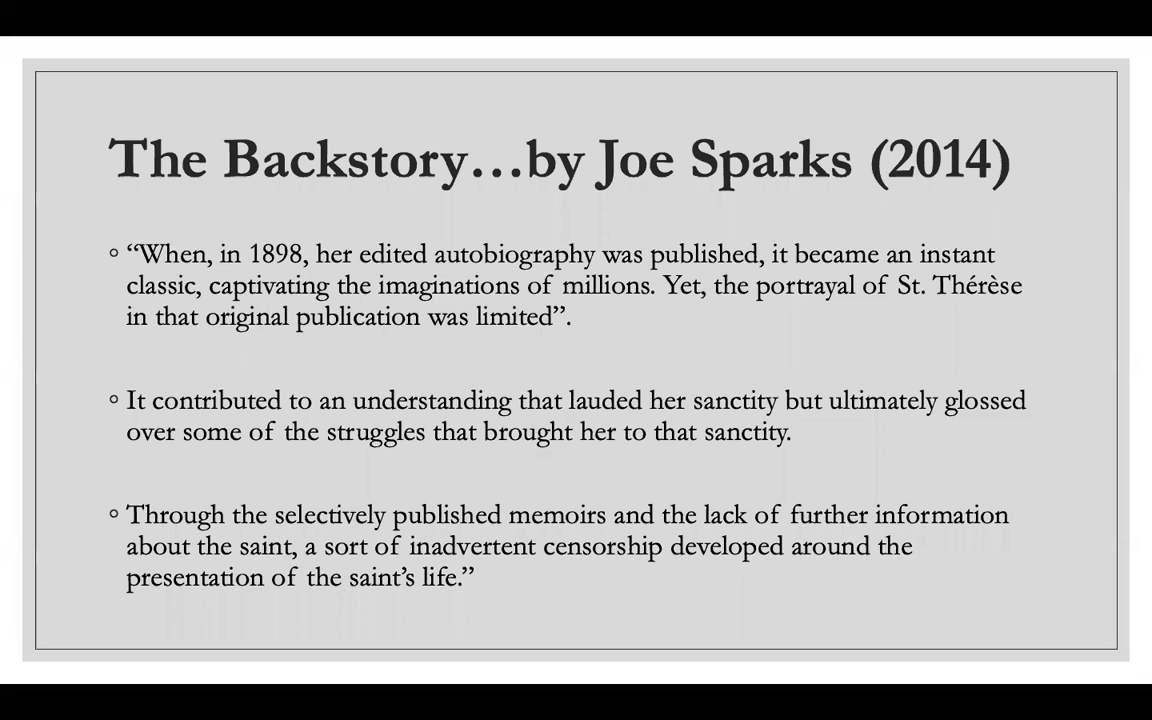 The Backstory…by Joe Sparks (2014)
◦ “When, in 1898, her edited autobiography was published, it became an instant
classic, captivating the imaginations of millions. Yet, the portrayal of St. Thérèse
in that original publication was limited”.
◦ It contributed to an understanding that lauded her sanctity but ultimately glossed
over some of the struggles that brought her to that sanctity.
◦ Through the selectively published memoirs and the lack of further information
about the saint, a sort of inadvertent censorship developed around the
presentation of the saint’s life.”